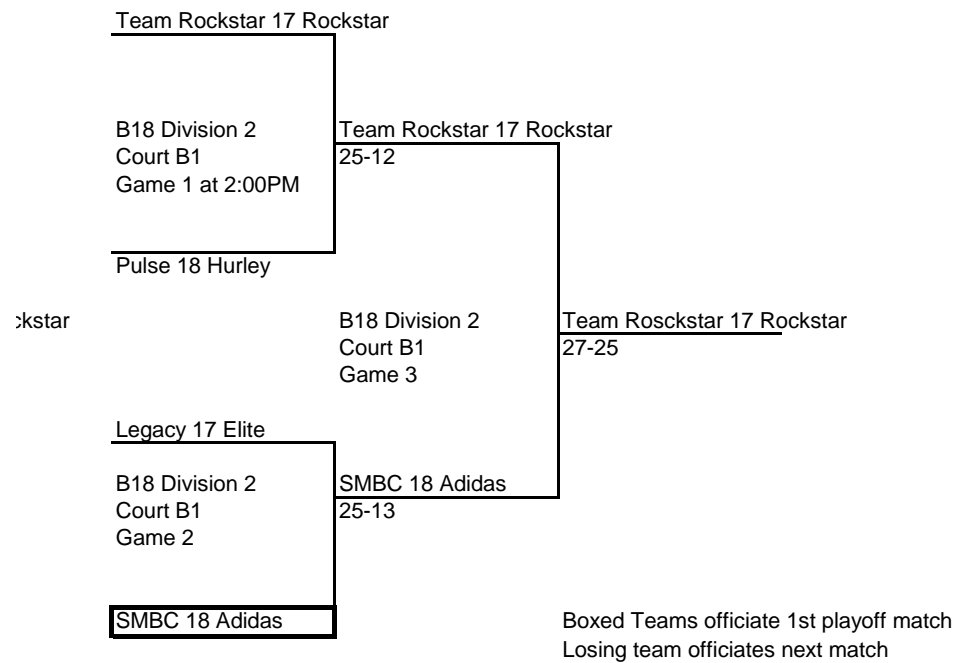 Team Rockstar 17 Rockstar
B18 Division 2
Court B1
Game 1 at 2:00PM
Team Rockstar 17 Rockstar
25-12
Pulse 18 Hurley
ckstar
B18 Division 2
Court B1
Game 3
Team Rosckstar 17 Rockstar
27-25
Legacy 17 Elite
B18 Division 2
Court B1
Game 2
SMBC 18 Adidas
25-13
SMBC 18 Adidas
Boxed Teams officiate 1st playoff match
Losing team officiates next match